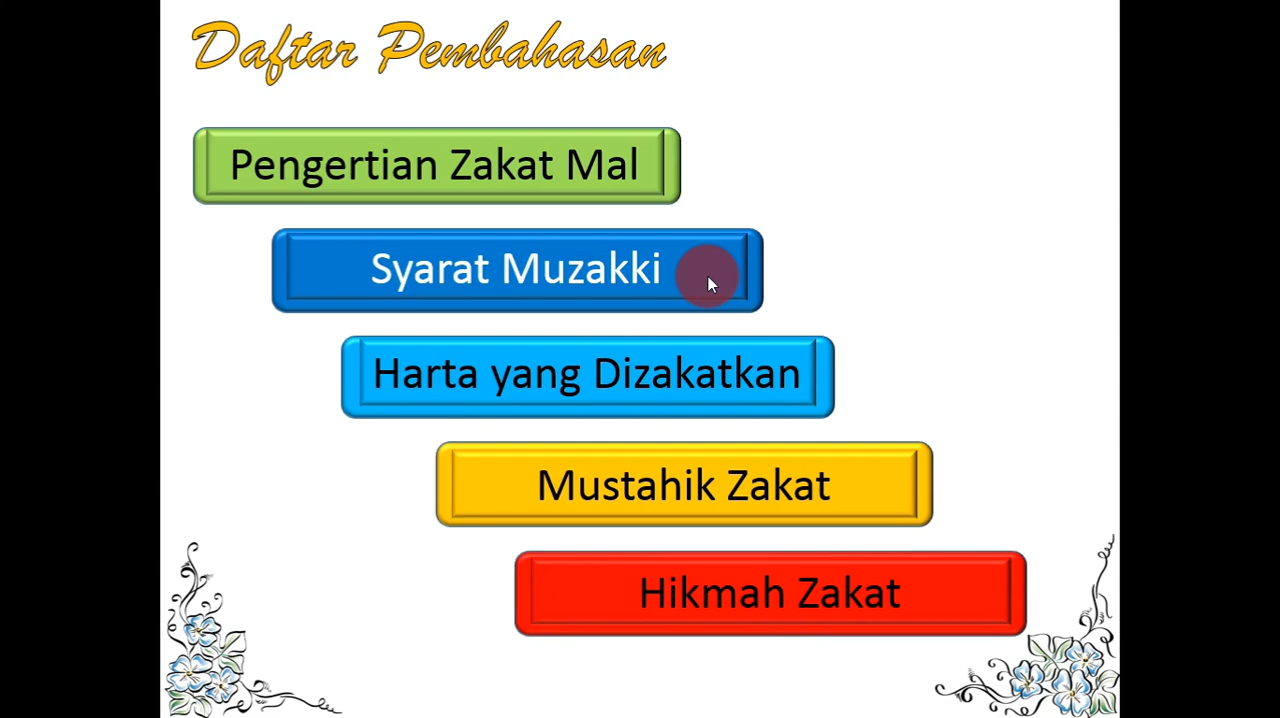 Daftar Pembahasan
Pengertian Zakat Mal
Syarat Muzakki
Harta yang Dizakatkan
Mustahik Zakat
Hikmah Zakat